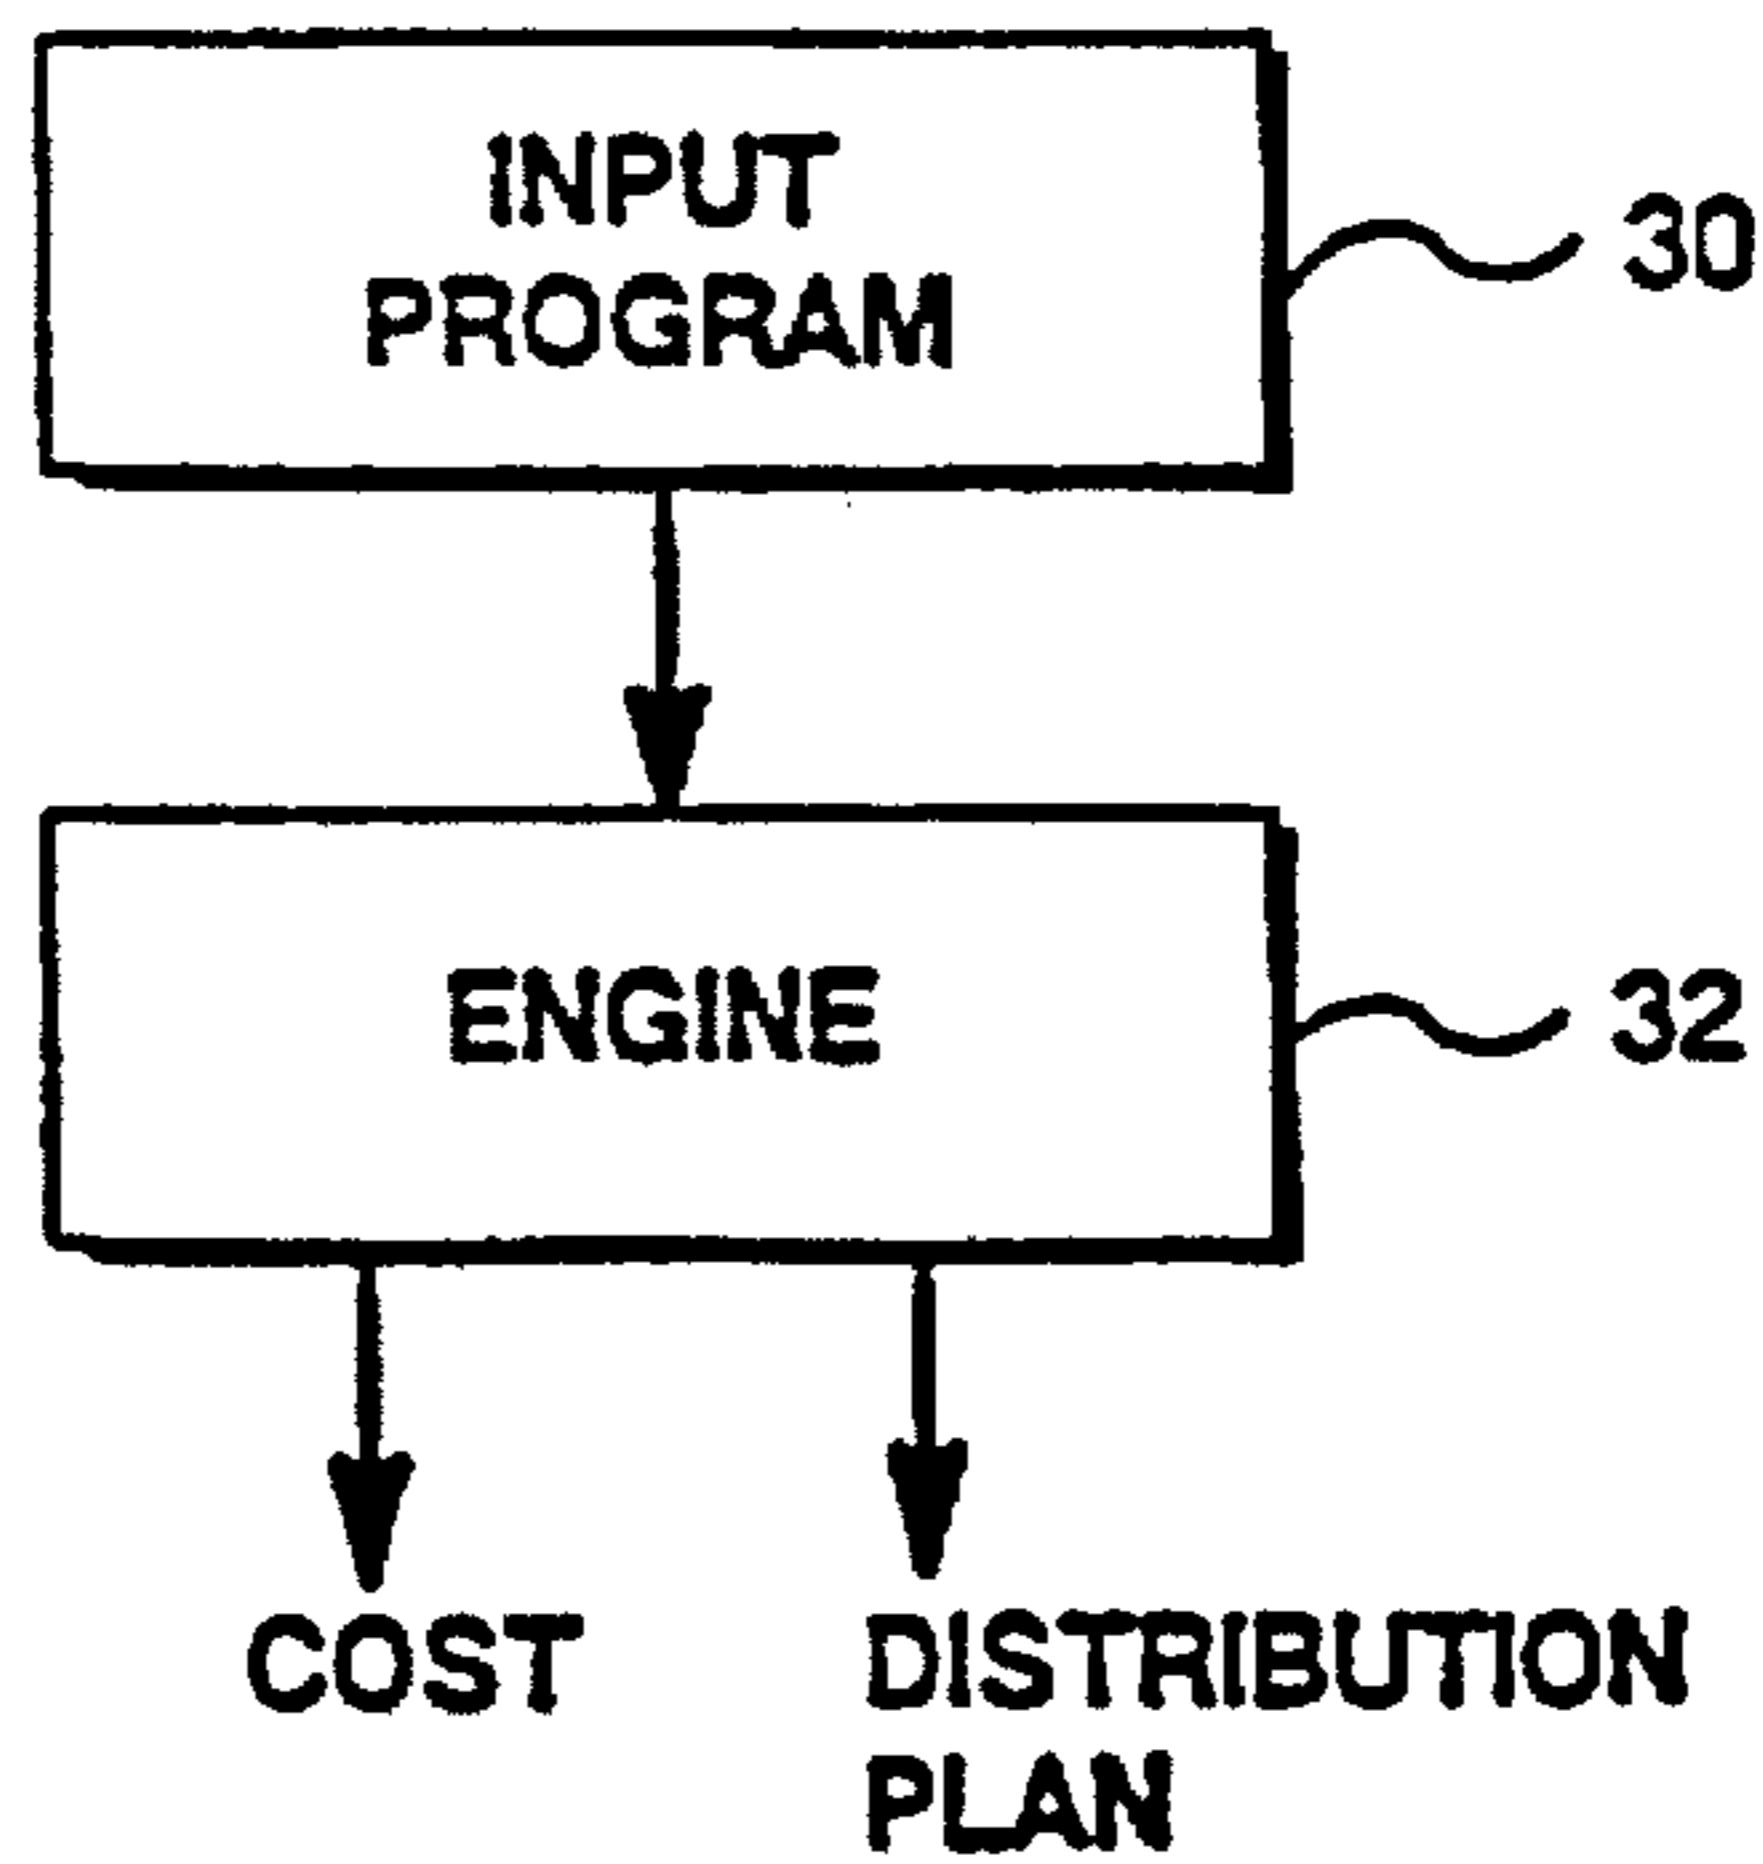 INPUT
PROGRAM
30
ENGINE
32
COST
DISTRIBUTION
PLAN